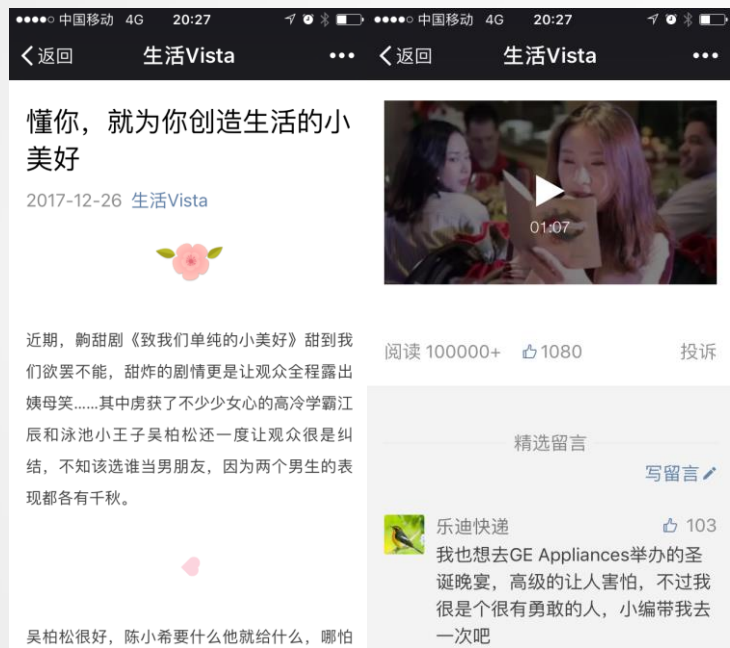 中国移动 4G 20:27
返回 生活Vista
懂你，就为你创造生活的小
美好
2017-12-26 生活Vista
近期，齁甜剧《致我们单纯的小美好》甜到我
们欲罢不能，甜炸的剧情更是让观众全程露出
姨母笑......其中虏获了不少少女心的高冷学霸江
辰和泳池小王子吴柏松还一度让观众很是纠
结，不知该选谁当男朋友，因为两个男生的表
现都各有千秋。
吴柏松很好，陈小希要什么他就给什么，哪怕
中国移动 4G 20:27
返回 生活Vista
01:07
阅读 100000+ 1080 投诉
精选留言
写留言
乐迪快递 103
我也想去GE Appliances举办的圣
诞晚宴，高级的让人害怕，不过我
很是个很有勇敢的人，小编带我去
一次吧